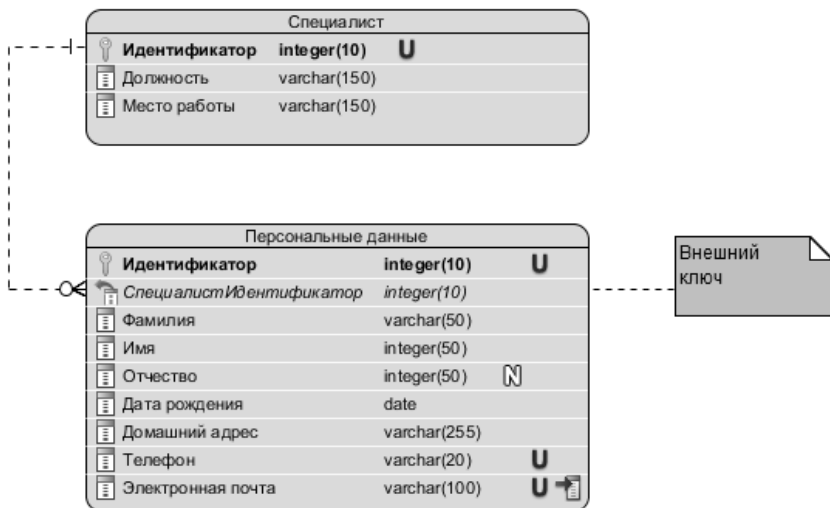 Специалист
Идентификатор integer(10) U
Должность varchar(150)
Место работы varchar(150)
Персональные данные
Идентификатор integer(10) U
СпециалистИдентификатор integer(10)
Фамилия varchar(50)
Имя integer(50)
Отчество integer(50) N
Дата рождения date
Домашний адрес varchar(255)
Телефон varchar(20) U
Электронная почта varchar(100) U
Внешний
ключ